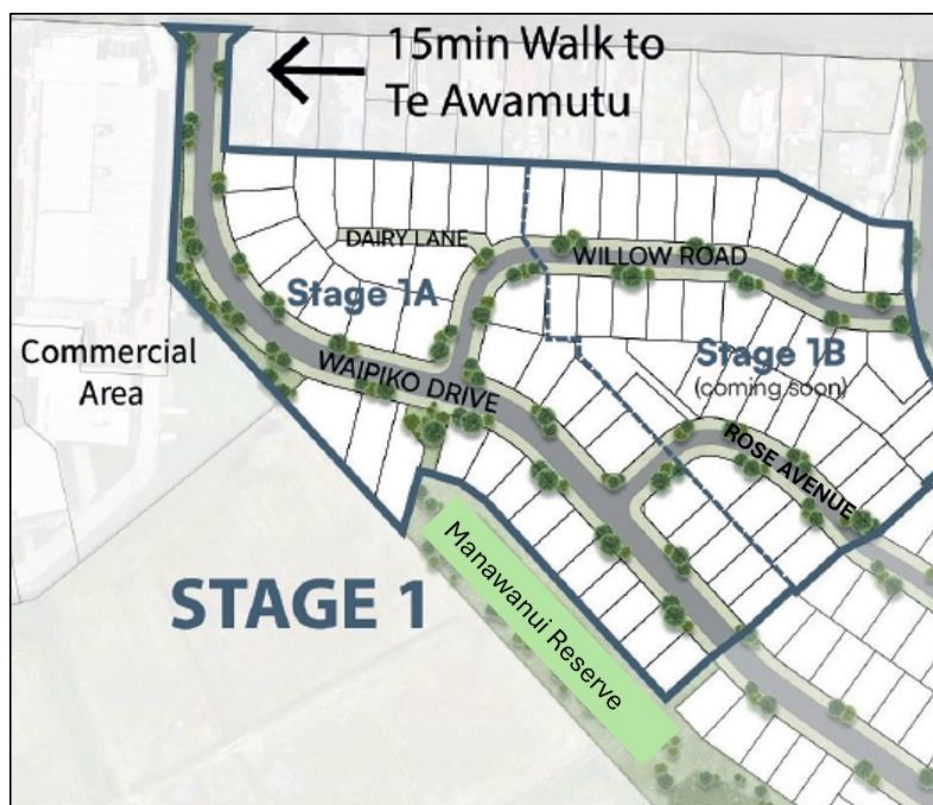 15min Walk to
Te Awamutu
DAIRY LANE
WILLOW ROAD
Stage 1A
Stage 1B
(coming soon)
Commercial
Area
WAIPIKO DRIVE
ROSE AVENUE
Manawanui Reserve
STAGE 1